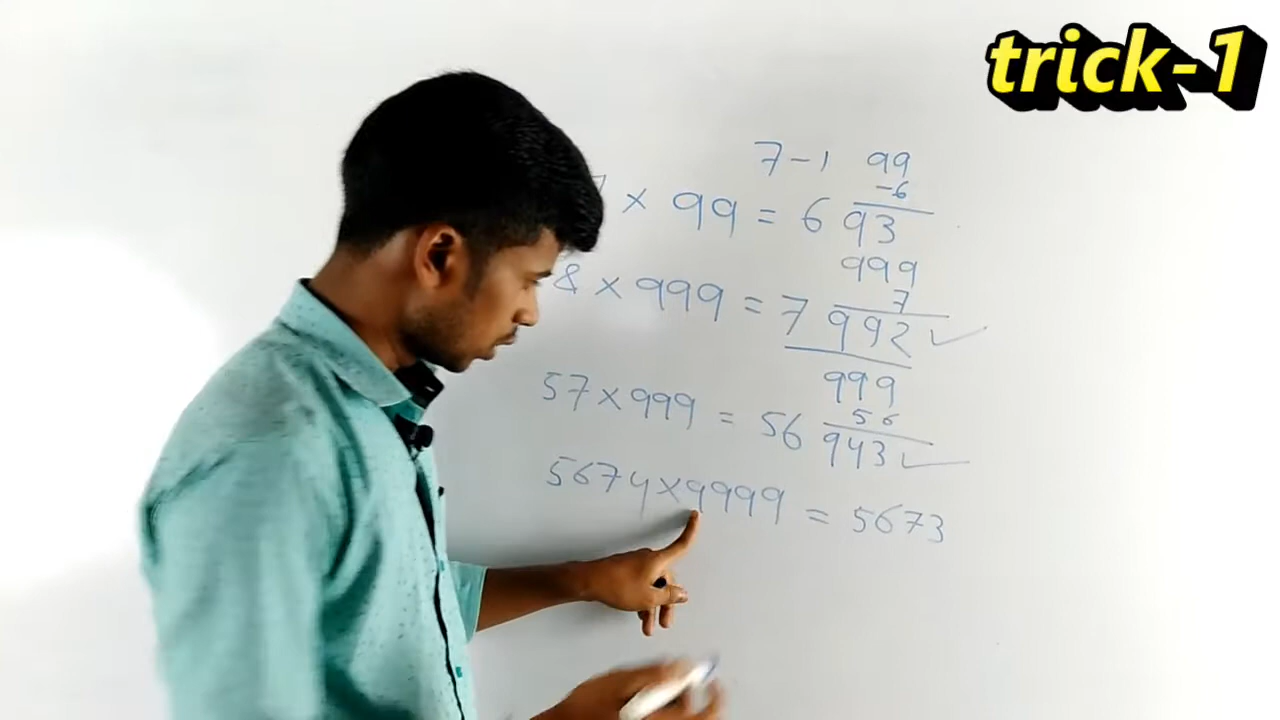 trick-1
7-1 99
-6
× 99 = 6 93
999
7
8 × 999 = 7 992
999
56
57 × 999 = 56 943
5674 × 9999 = 5673